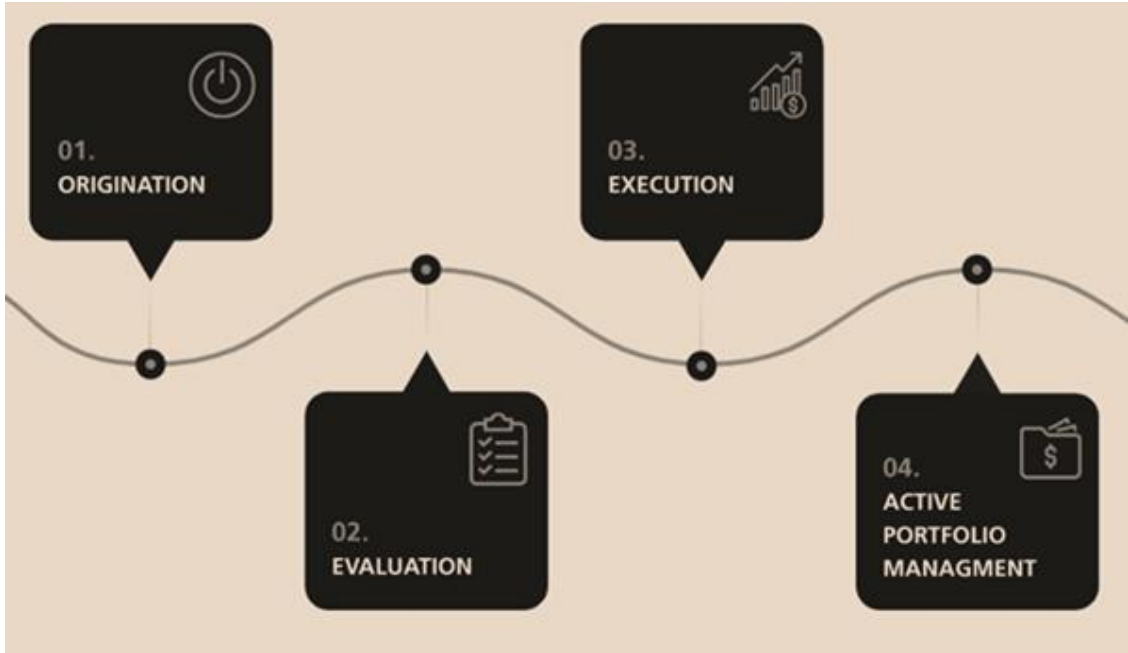 01.
ORIGINATION
02.
EVALUATION
03.
EXECUTION
04.
ACTIVE
PORTFOLIO
MANAGMENT